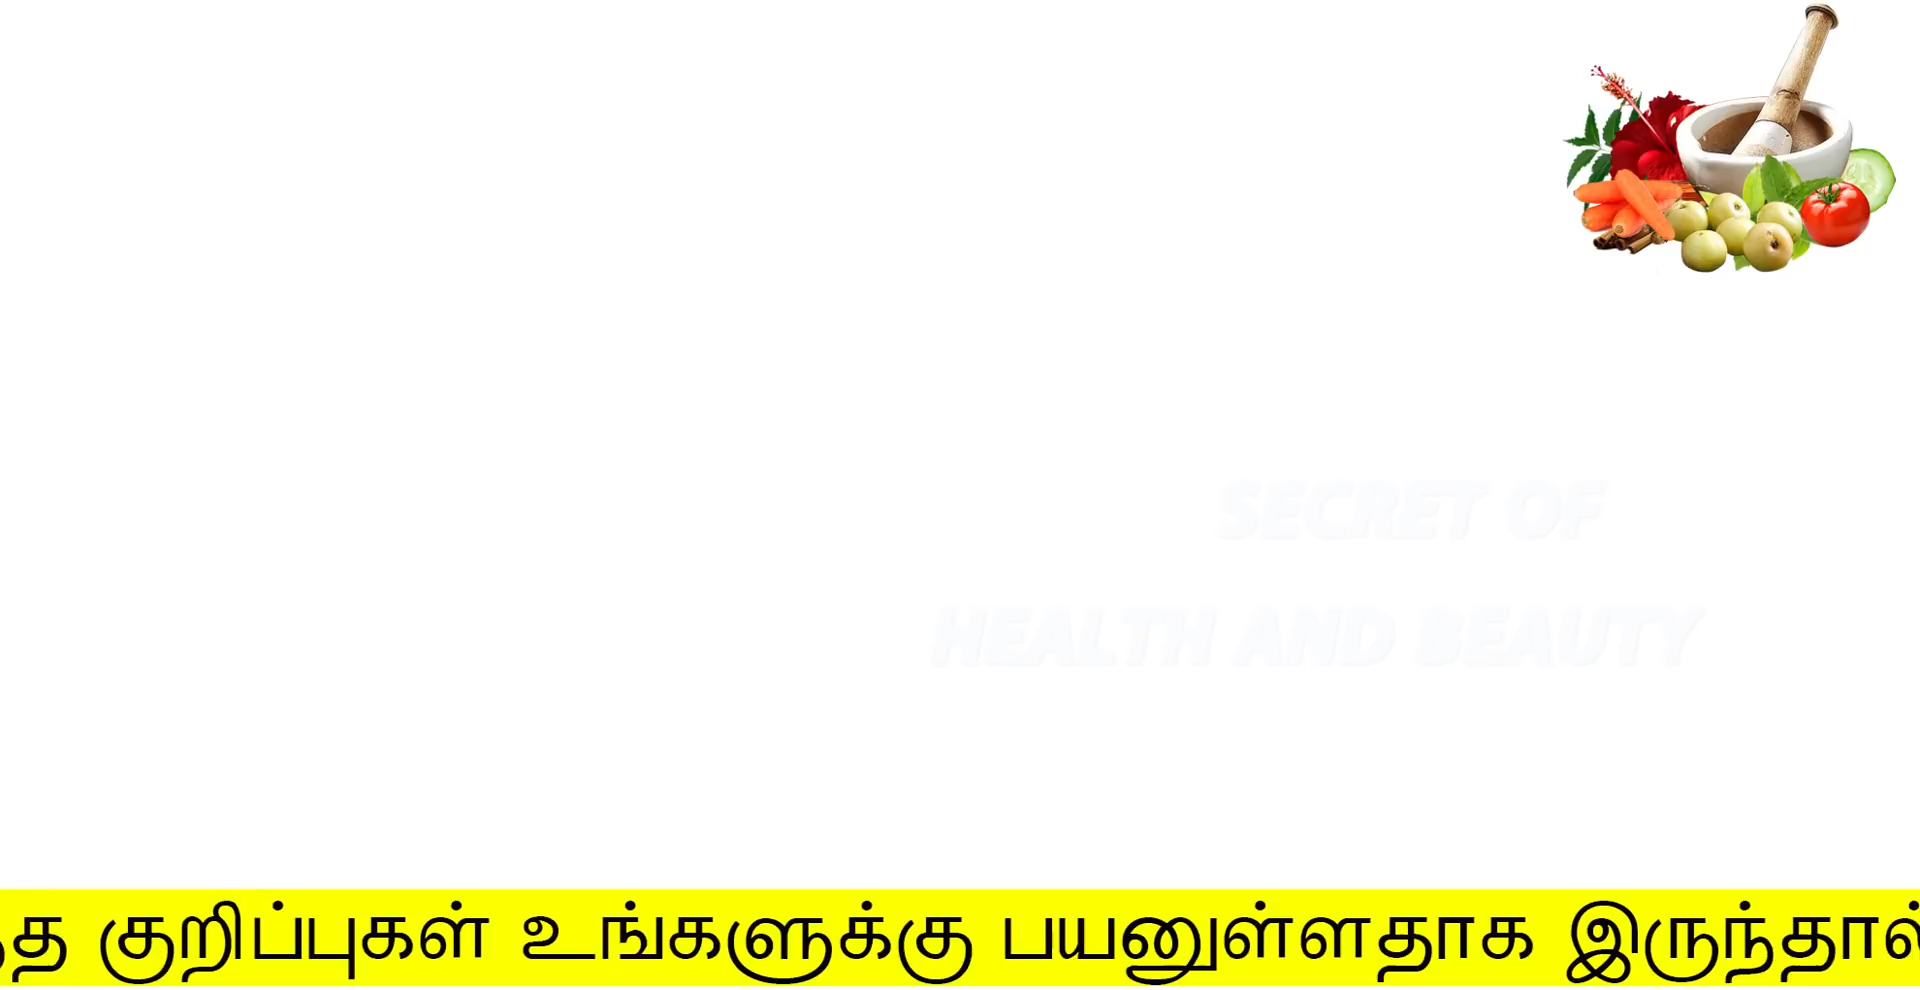 SECRET OF
HEALTH AND BEAUTY
குறிப்புகள் உங்களுக்கு பயனுள்ளதாக இருந்தால்